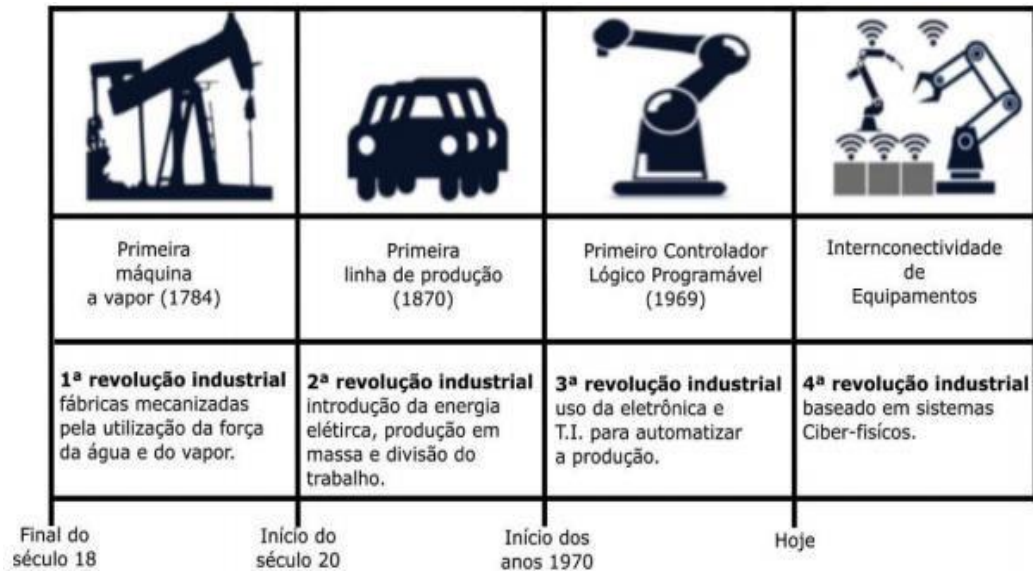 Primeira
máquina
a vapor (1784)
Primeira
linha de produção
(1870)
Primeiro Controlador
Lógico Programável
(1969)
Internconectividade
de
Equipamentos
1ª revolução industrial
fábricas mecanizadas
pela utilização da força
da água e do vapor.
2ª revolução industrial
introdução da energia
elétirca, produção em
massa e divisão do
trabalho.
3ª revolução industrial
uso da eletrônica e
T.I. para automatizar
a produção.
4ª revolução industrial
baseado em sistemas
Ciber-fisícos.
Final do
século 18
Início do
século 20
Início dos
anos 1970
Hoje